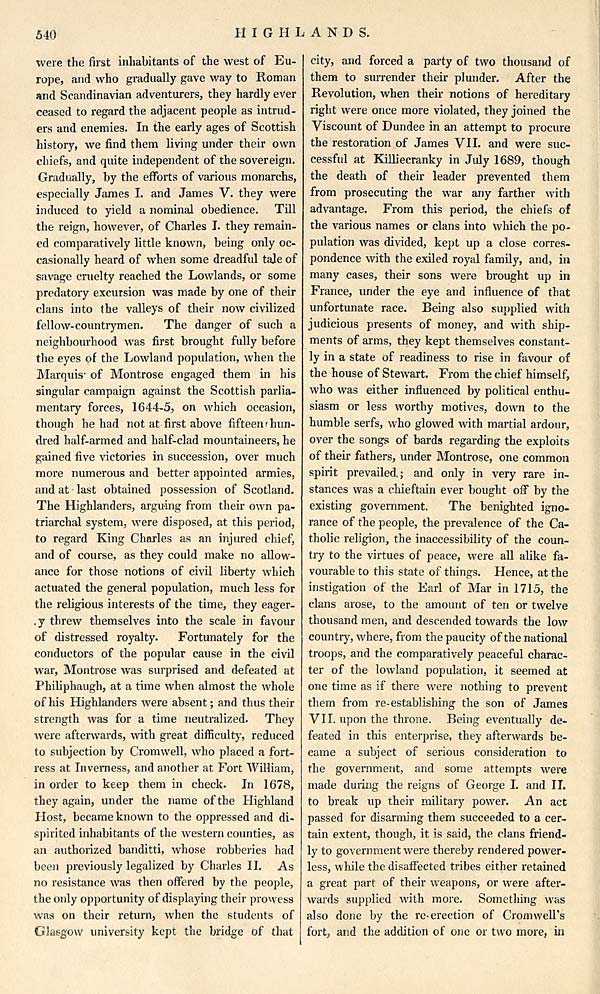 540
HIGHLANDS.
were the first inhabitants of the west of Eu-
rope, and who gradually gave way to Roman
and Scandinavian adventurers, they hardly ever
ceased to regard the adjacent people as intrud-
ers and enemies. In the early ages of Scottish
history, we find them living under their own
chiefs, and quite independent of the sovereign.
Gradually, by the efforts of various monarchs,
especially James I. and James V. they were
induced to yield a nominal obedience. Till
the reign, however, of Charles I. they remain-
ed comparatively little known, being only oc-
casionally heard of when some dreadful tale of
savage cruelty reached the Lowlands, or some
predatory excursion was made by one of their
clans into the valleys of their now civilized
fellow-countrymen. The danger of such a
neighbourhood was first brought fully before
the eyes of the Lowland population, when the
Marquis of Montrose engaged them in his
singular campaign against the Scottish parlia-
mentary forces, 1644-5, on which occasion,
though he had not at first above fifteen hun-
dred half-armed and half-clad mountaineers, he
gained five victories in succession, over much
more numerous and better appointed armies,
and at last obtained possession of Scotland.
The Highlanders, arguing from their own pa-
triarchal system, were disposed, at this period,
to regard King Charles as an injured chief,
and of course, as they could make no allow-
ance for those notions of civil liberty which
actuated the general population, much less for
the religious interests of the time, they eager-
.y threw themselves into the scale in favour
of distressed royalty. Fortunately for the
conductors of the popular cause in the civil
war, Montrose was surprised and defeated at
Philiphaugh, at a time when almost the whole
of his Highlanders were absent; and thus their
strength was for a time neutralized. They
were afterwards, with great difficulty, reduced
to subjection by Cromwell, who placed a fort-
ress at Inverness, and another at Fort William,
in order to keep them in check. In 1678,
they again, under the name of the Highland
Host, became known to the oppressed and di-
spirited inhabitants of the western counties, as
an authorized banditti, whose robberies had
been previously legalized by Charles II. As
no resistance was then offered by the people,
the only opportunity of displaying their prowess
was on their return, when the students of
Glasgow university kept the bridge of that
city, and forced a party of two thousand of
them to surrender their plunder. After the
Revolution, when their notions of hereditary
right were once more violated, they joined the
Viscount of Dundee in an attempt to procure
the restoration of James VII. and were suc-
cessful at Killiecranky in July 1689, though
the death of their leader prevented them
from prosecuting the war any farther with
advantage. From this period, the chiefs of
the various names or clans into which the po-
pulation was divided, kept up a close corres-
pondence with the exiled royal family, and, in
many cases, their sons were brought up in
France, under the eye and influence of that
unfortunate race. Being also supplied with
judicious presents of money, and with ship-
ments of arms, they kept themselves constant-
ly in a state of readiness to rise in favour of
the house of Stewart. From the chief himself,
who was either influenced by political enthu-
siasm or less worthy motives, down to the
humble serfs, who glowed with martial ardour,
over the songs of bards regarding the exploits
of their fathers, under Montrose, one common
spirit prevailed; and only in very rare in-
stances was a chieftain ever bought off by the
existing government. The benighted igno-
rance of the people, the prevalence of the Ca-
tholic religion, the inaccessibility of the coun-
try to the virtues of peace, were all alike fa-
vourable to this state of things. Hence, at the
instigation of the Earl of Mar in 1715, the
clans arose, to the amount of ten or twelve
thousand men, and descended towards the low
country, where, from the paucity of the national
troops, and the comparatively peaceful charac-
ter of the lowland population, it seemed at
one time as if there were nothing to prevent
them from re-establishing the son of James
VII. upon the throne. Being eventually de-
feated in this enterprise, they afterwards be-
came a subject of serious consideration to
the government, and some attempts were
made during the reigns of George I. and II.
to break up their military power. An act
passed for disarming them succeeded to a cer-
tain extent, though, it is said, the clans friend-
ly to government were thereby rendered power-
less, while the disaffected tribes either retained
a great part of their weapons, or were after-
wards supplied with more. Something was
also done by the re-erection of Cromwell's
fort, and the addition of one or two more, in